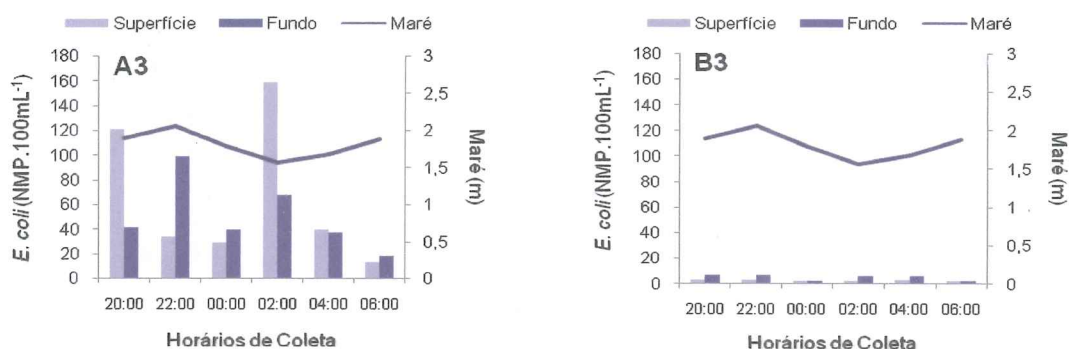 Superfície Fundo Maré
A3
E. coli (NMP.100mL-1)
180
160
140
120
100
80
60
40
20
0
3
2,5
2
1,5
1
0,5
0
Maré (m)
20:00 22:00 00:00 02:00 04:00 06:00
Horários de Coleta
Superfície Fundo Maré
B3
E. coli (NMP.100mL-1)
180
160
140
120
100
80
60
40
20
0
3
2,5
2
1,5
1
0,5
0
Maré (m)
20:00 22:00 00:00 02:00 04:00 06:00
Horários de Coleta